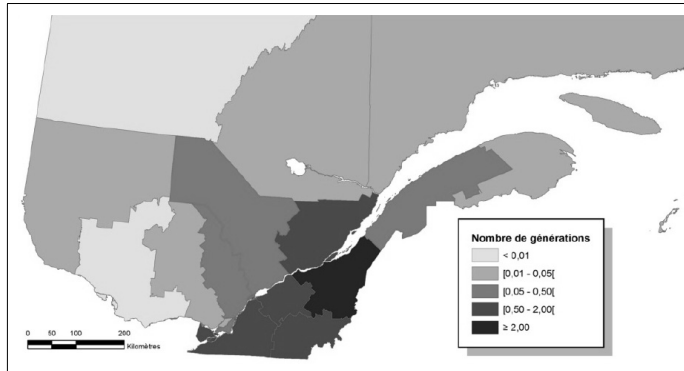 Nombre de générations
< 0,01
[0,01 - 0,05[
[0,05 - 0,50[
[0,50 - 2,00[
≥ 2,00
0 50 100 200
Kilomètres